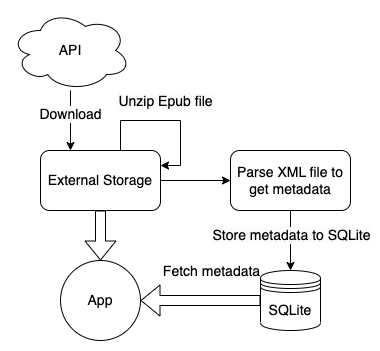 API
Download
Unzip Epub file
External Storage
Parse XML file to
get metadata
Store metadata to SQLite
Fetch metadata
App
SQLite